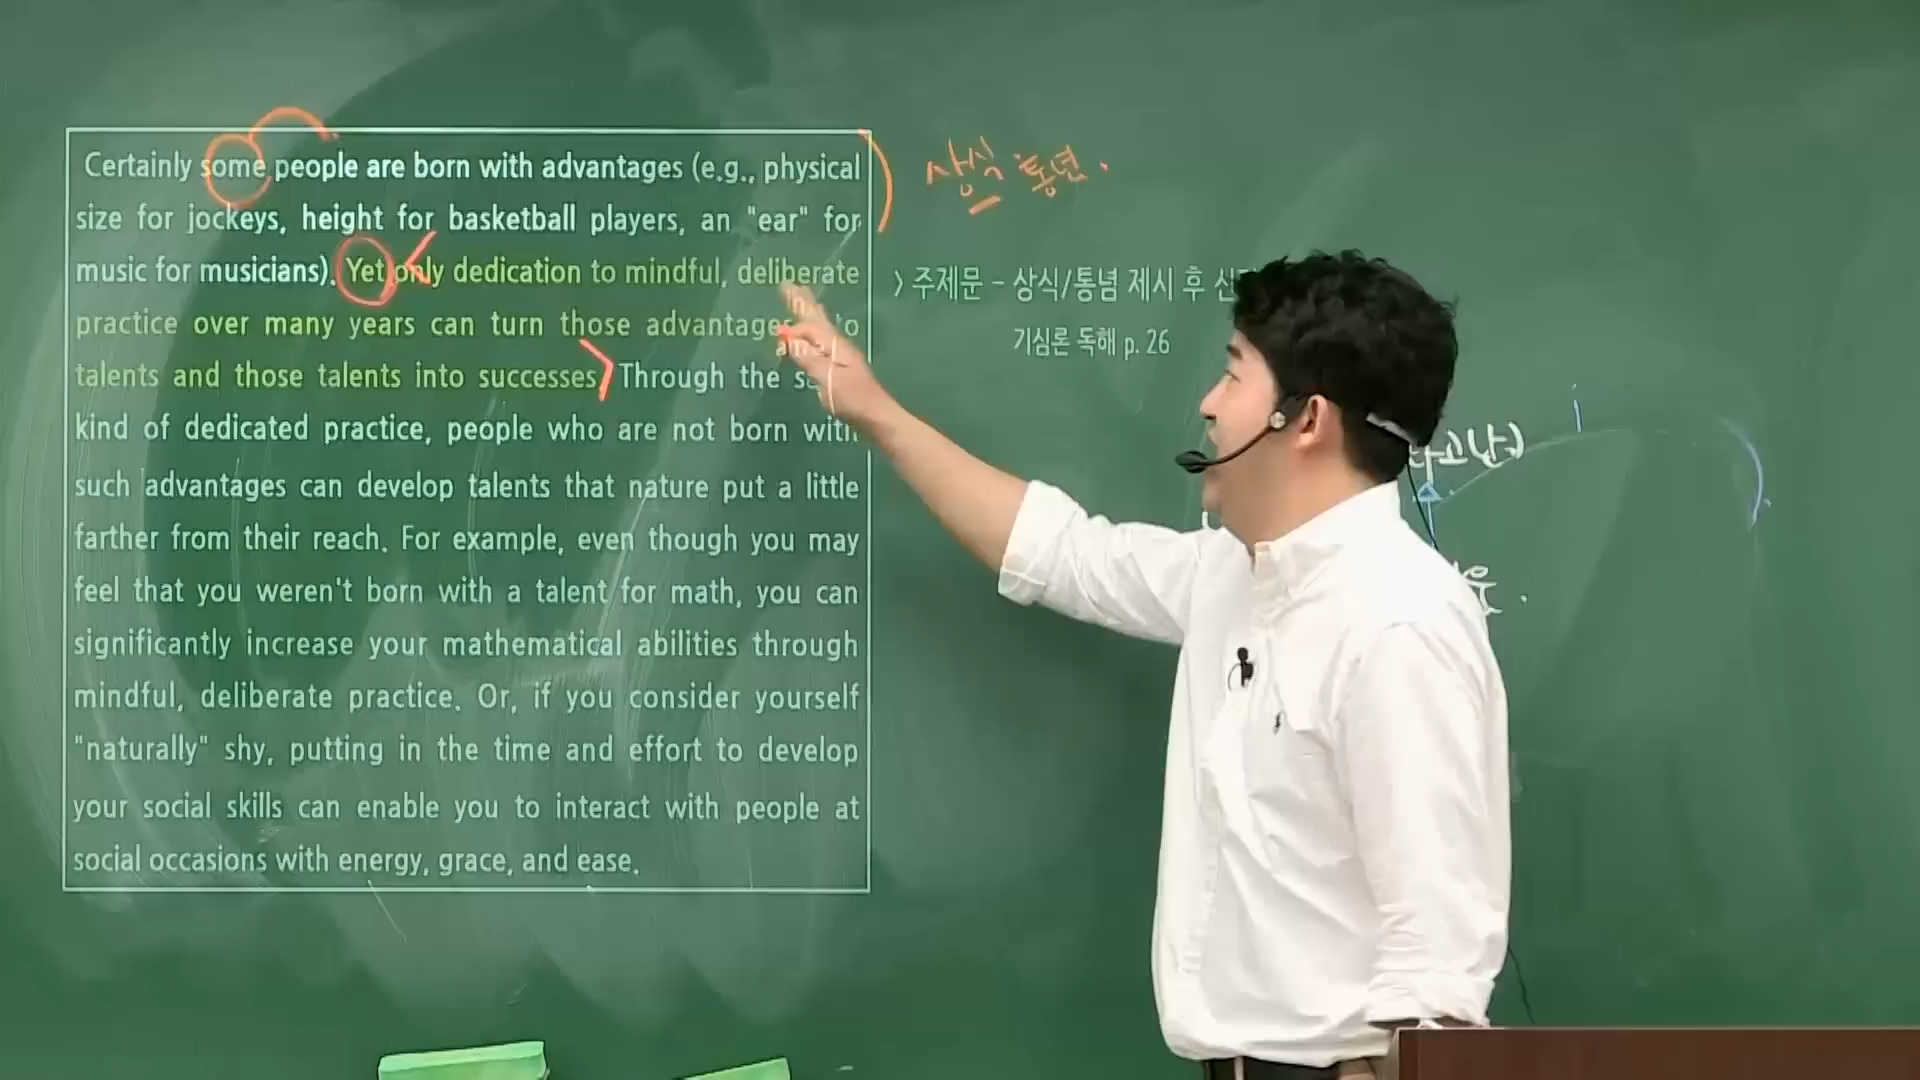 Certainly some people are born with advantages (e.g., physical
size for jockeys, height for basketball players, an "ear" for
music for musicians). Yet only dedication to mindful, deliberate
practice over many years can turn those advantages
talents and those talents into successes. Through the
kind of dedicated practice, people who are not born with
such advantages can develop talents that nature put a little
farther from their reach. For example, even though you may
feel that you weren't born with a talent for math, you can
significantly increase your mathematical abilities through
mindful, deliberate practice. Or, if you consider yourself
"naturally" shy, putting in the time and effort to develop
your social skills can enable you to interact with people at
social occasions with energy, grace, and ease.
상식 통념.
> 주제문 - 상식/통념 제시 후
기심론 독해 p. 26